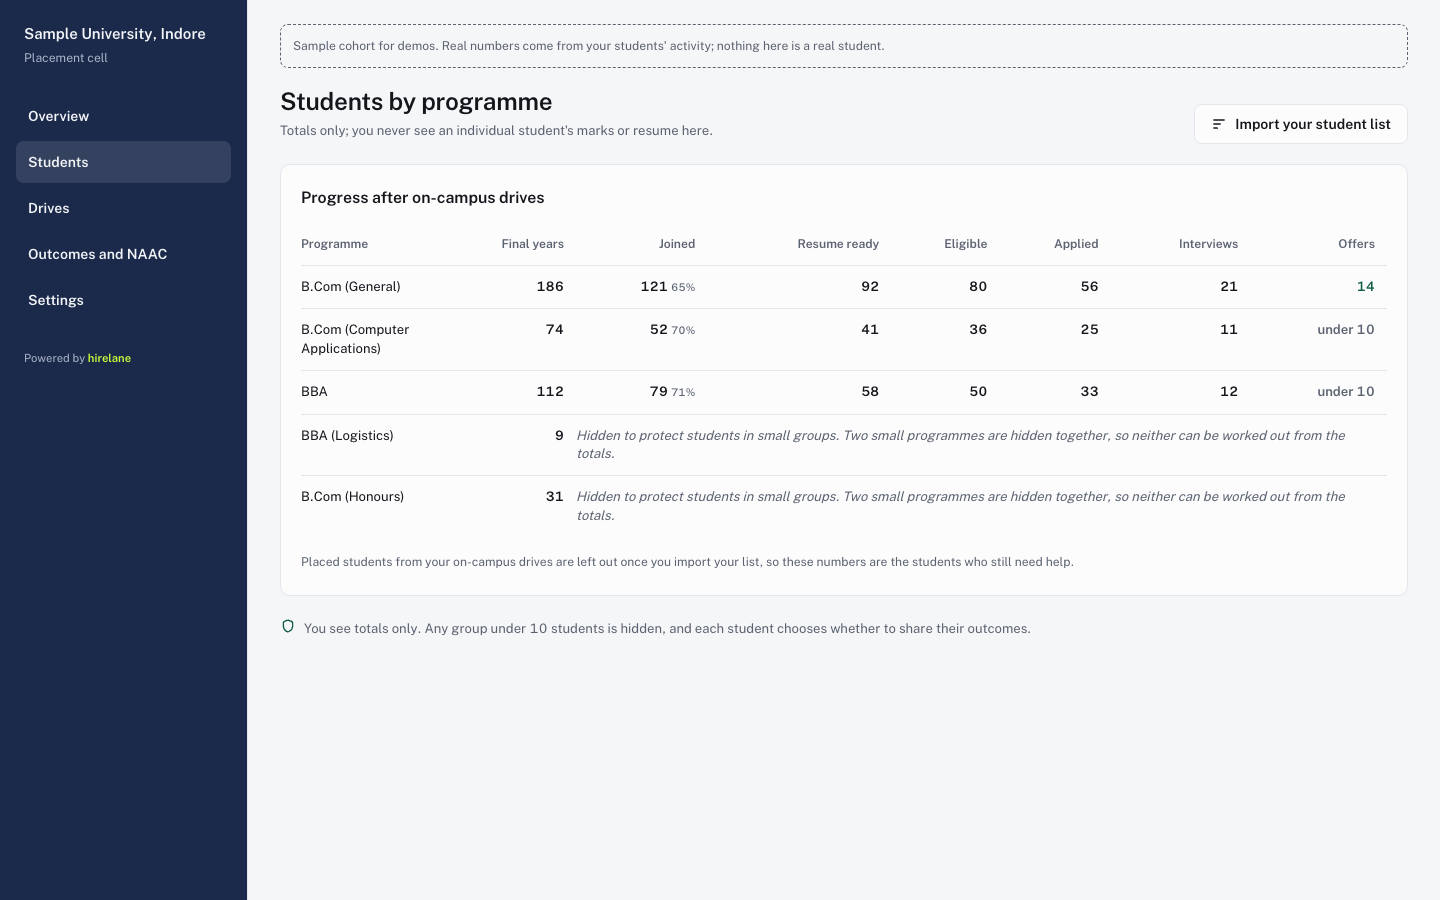 Sample University, Indore
Placement cell
Overview
Students
Drives
Outcomes and NAAC
Settings
Powered by hirelane
Sample cohort for demos. Real numbers come from your students' activity; nothing here is a real student.
Students by programme
Totals only; you never see an individual student's marks or resume here.
Import your student list
Progress after on-campus drives
Programme Final years Joined Resume ready Eligible Applied Interviews Offers
B.Com (General) 186 121 65% 92 80 56 21 14
B.Com (Computer 74 52 70% 41 36 25 11 under 10
Applications)
BBA 112 79 71% 58 50 33 12 under 10
BBA (Logistics) 9 Hidden to protect students in small groups. Two small programmes are hidden together, so neither can be worked out from the
totals.
B.Com (Honours) 31 Hidden to protect students in small groups. Two small programmes are hidden together, so neither can be worked out from the
totals.
Placed students from your on-campus drives are left out once you import your list, so these numbers are the students who still need help.
You see totals only. Any group under 10 students is hidden, and each student chooses whether to share their outcomes.